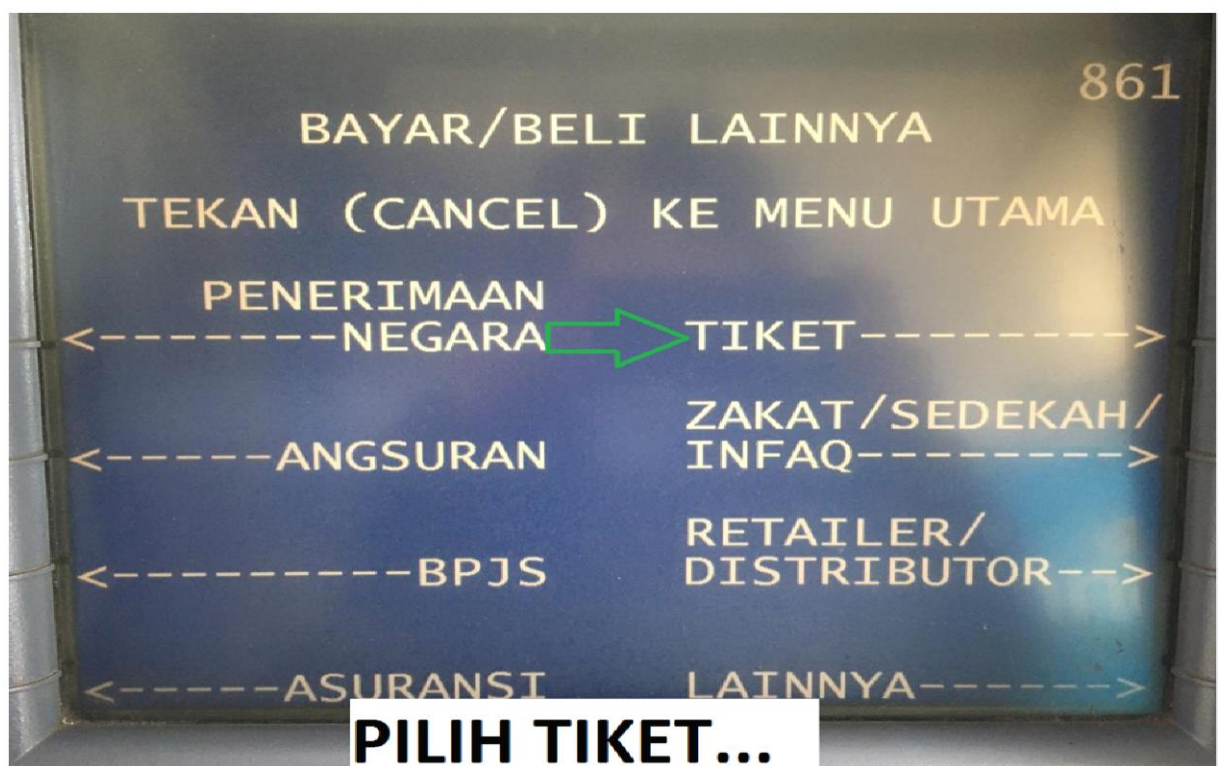 861
BAYAR/BELI LAINNYA
TEKAN (CANCEL) KE MENU UTAMA
PENERIMAAN
<-------NEGARA
TIKET-------->
ZAKAT/SEDEKAH/
<-----ANGSURAN
INFAQ-------->
RETAILER/
<---------BPJS
DISTRIBUTOR-->
<-----ASURANSI
LAINNYA------>
PILIH TIKET...